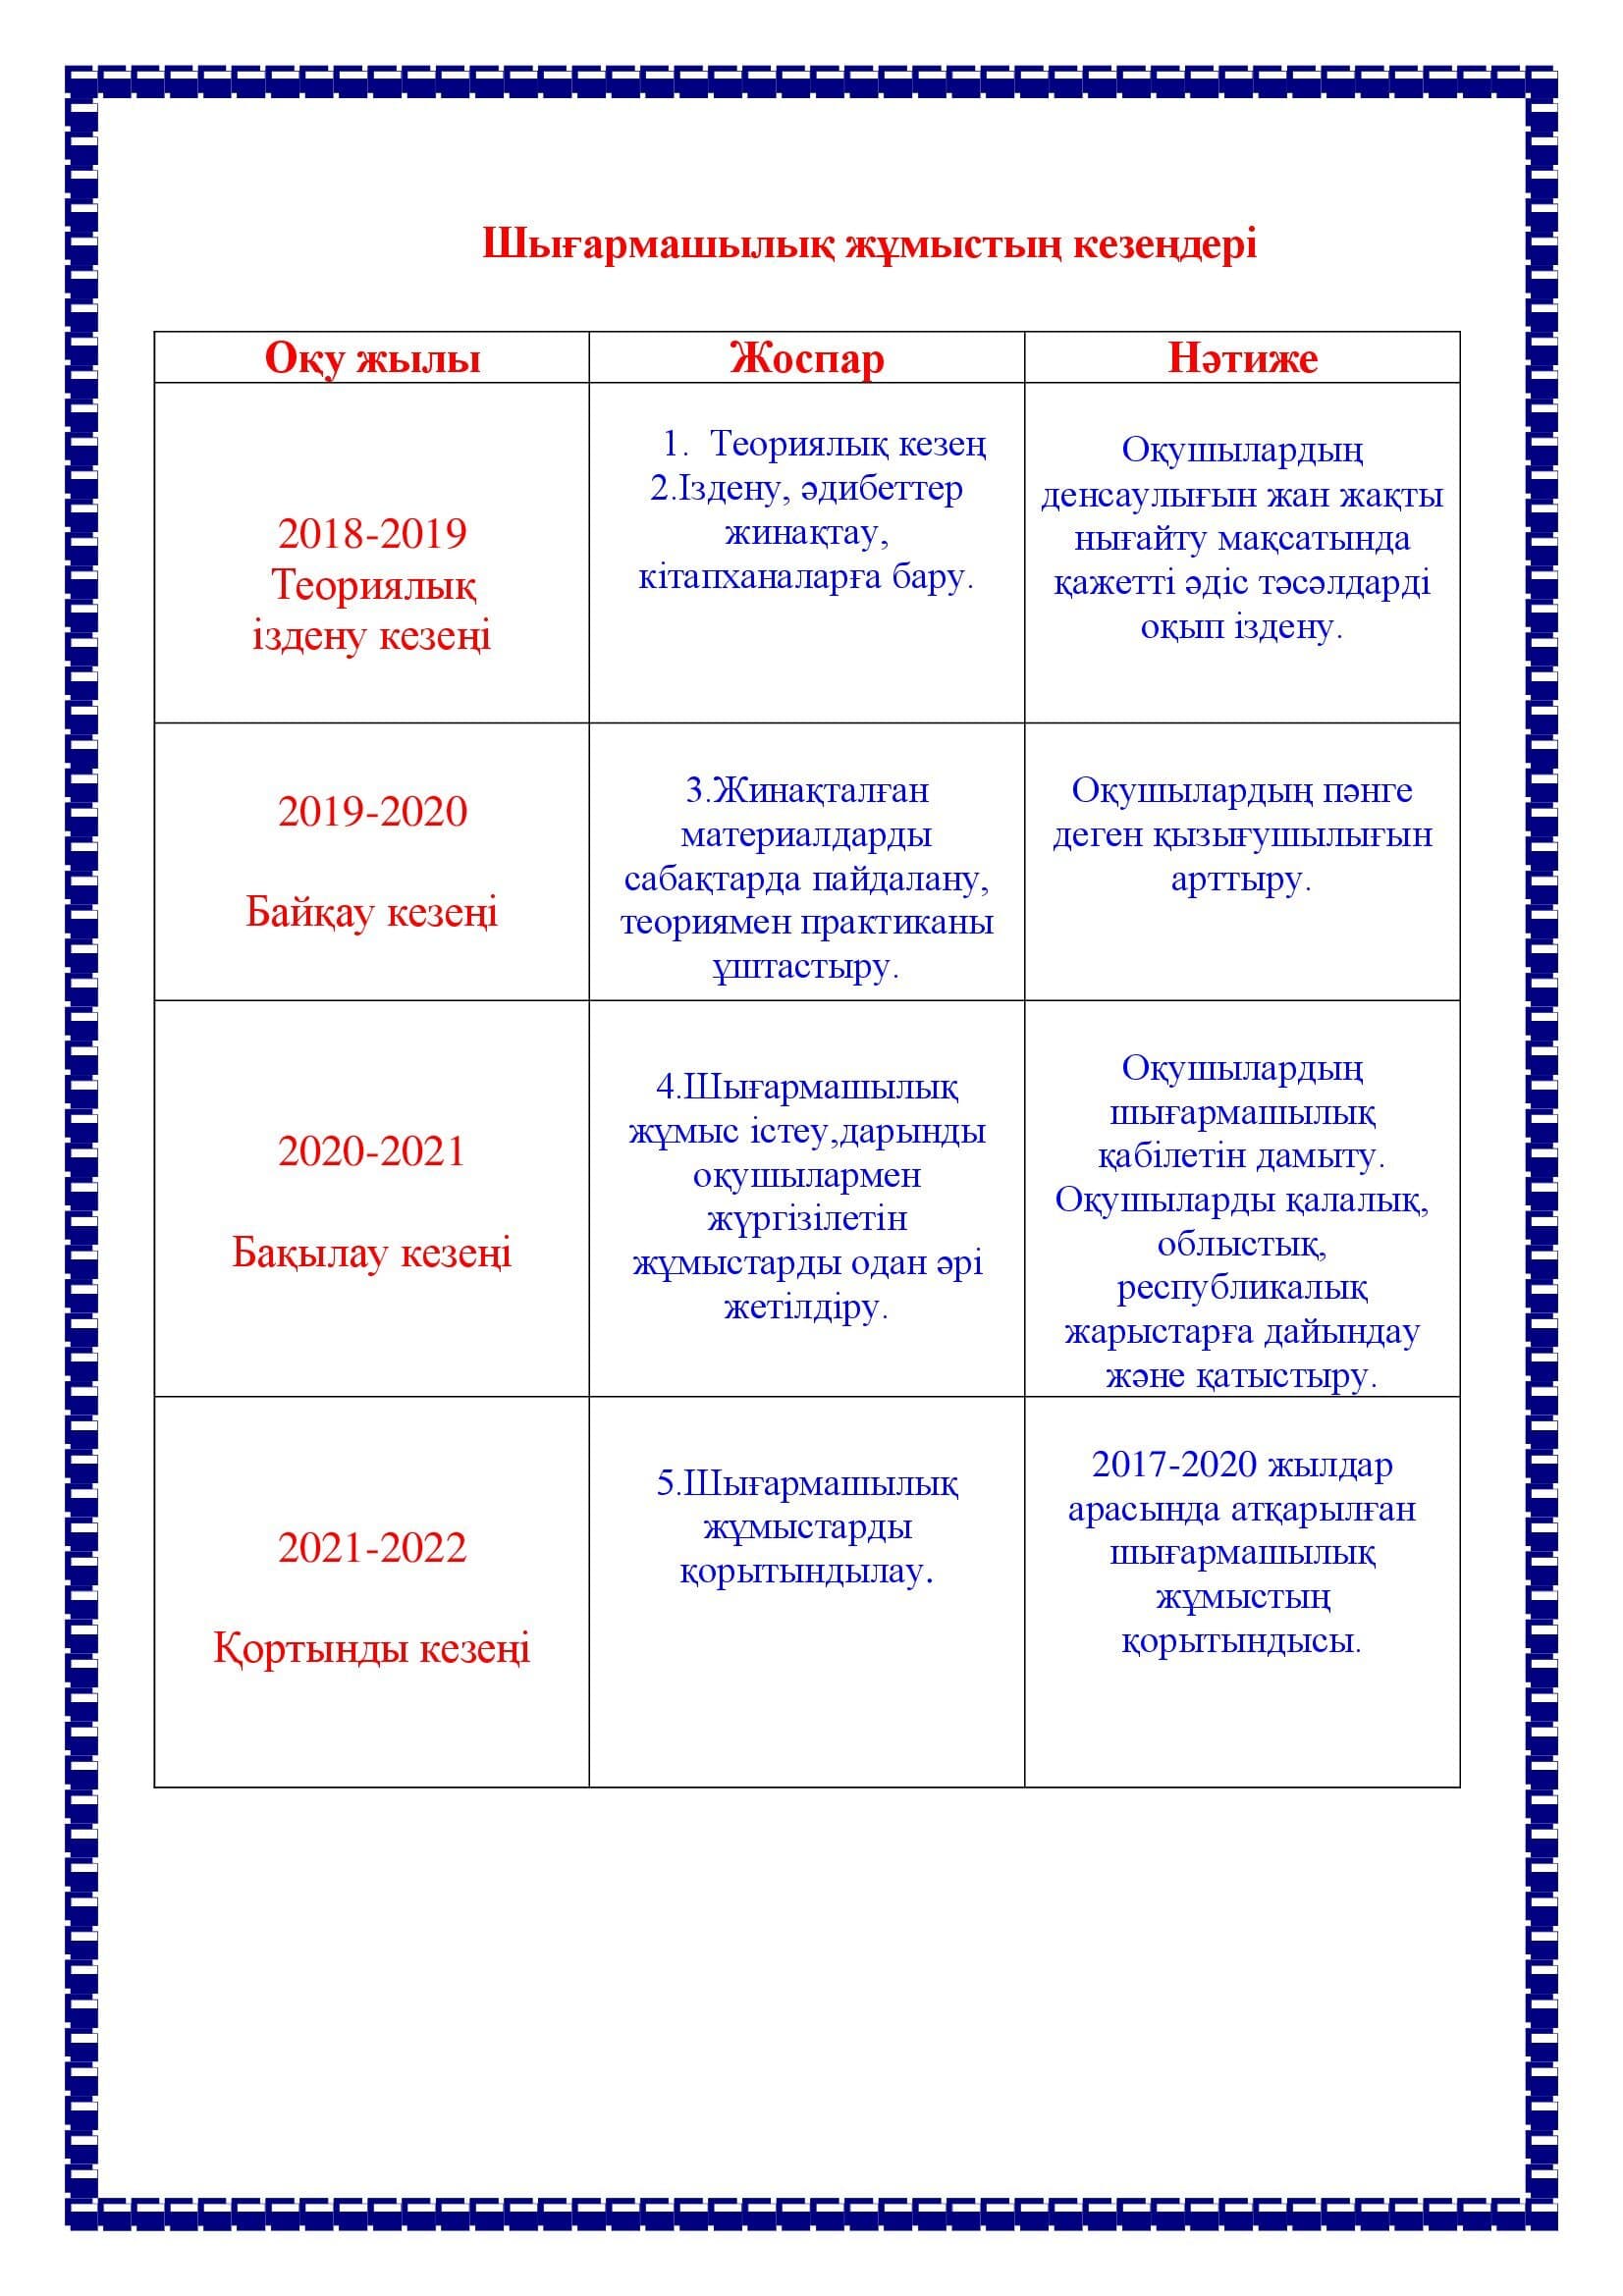 Шығармашылық жұмыстың кезеңдері
Оқу жылы
Жоспар
Нәтиже
2018-2019
Теориялық
іздену кезеңі
1. Теориялық кезең
2.Іздену, әдибеттер
жинақтау,
кітапханаларға бару.
Оқушылардың
денсаулығын жан жақты
нығайту мақсатында
қажетті әдіс тәсәлдарді
оқып іздену.
2019-2020
Байқау кезеңі
3.Жинақталған
материалдарды
сабақтарда пайдалану,
теориямен практиканы
ұштастыру.
Оқушылардың пәнге
деген қызығушылығын
арттыру.
2020-2021
Бақылау кезеңі
4.Шығармашылық
жұмыс істеу,дарынды
оқушылармен
жүргізілетін
жұмыстарды одан әрі
жетілдіру.
Оқушылардың
шығармашылық
қабілетін дамыту.
Оқушыларды қалалық,
облыстық,
республикалық
жарыстарға дайындау
және қатыстыру.
2021-2022
Қортынды кезеңі
5.Шығармашылық
жұмыстарды
қорытындылау.
2017-2020 жылдар
арасында атқарылған
шығармашылық
жұмыстың
қорытындысы.